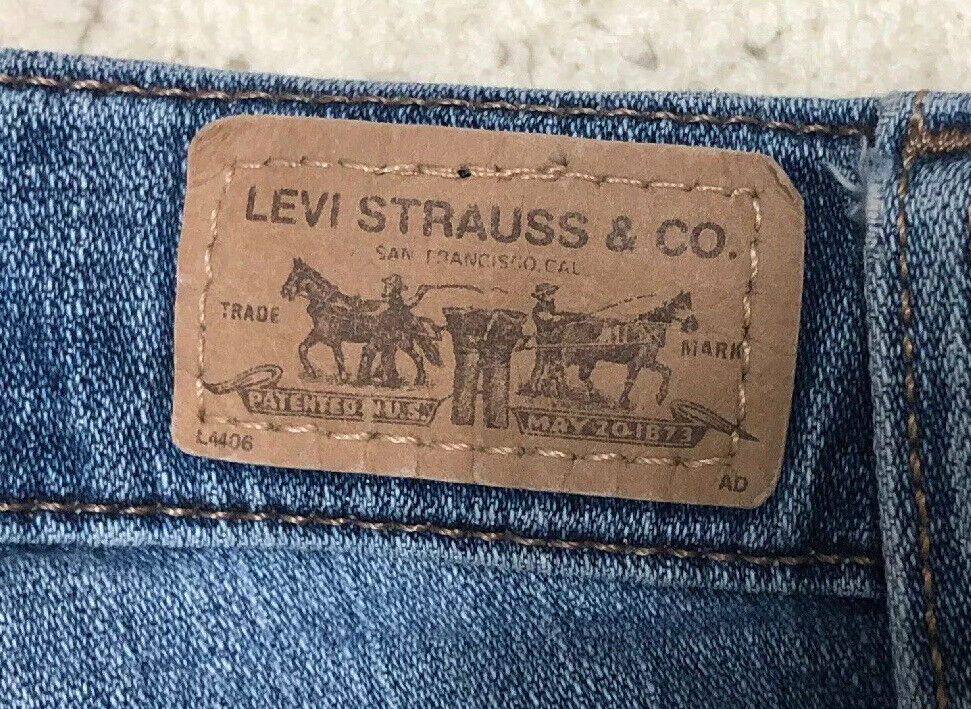 LEVI STRAUSS & CO.
SAN FRANCISCO, CAL
TRADE MARK
PATENTED IN U.S. MAY 20, 1873
L4406 AD